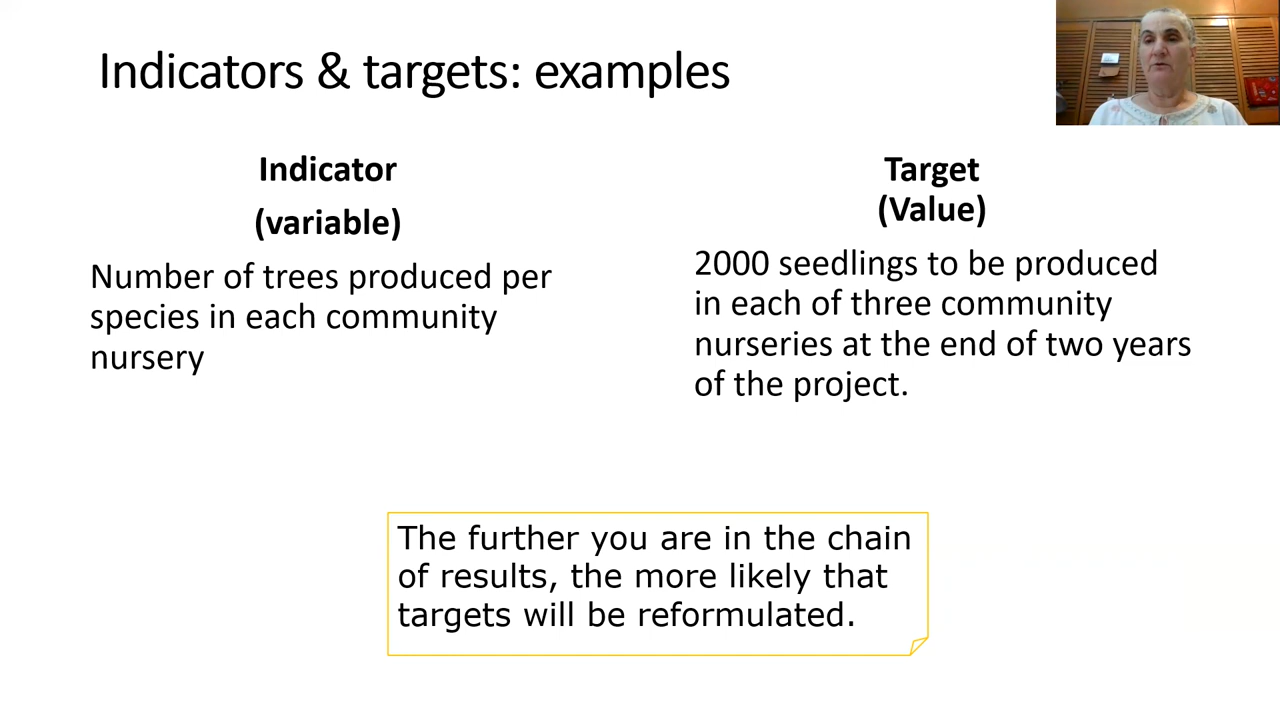 Indicators & targets: examples
Indicator
(variable)
Number of trees produced per
species in each community
nursery
Target
(Value)
2000 seedlings to be produced
in each of three community
nurseries at the end of two years
of the project.
The further you are in the chain
of results, the more likely that
targets will be reformulated.